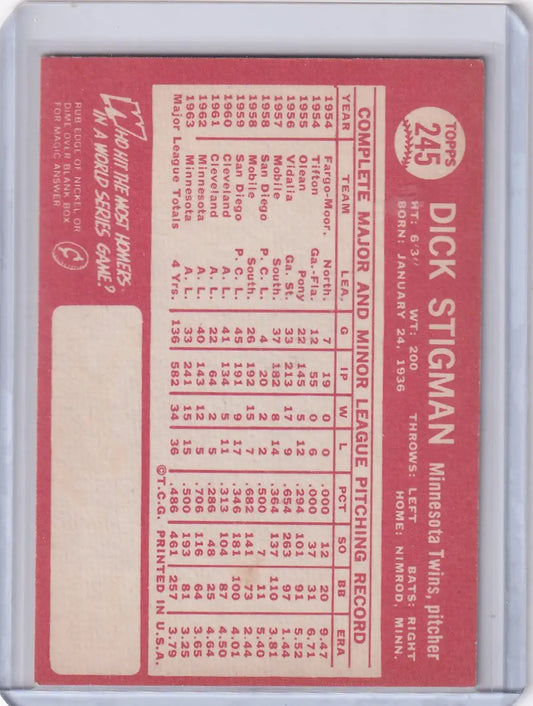 TOPPS
245
DICK STIGMAN Minnesota Twins, pitcher
HT: 6'3" WT: 200 THROWS: LEFT BATS: RIGHT
BORN: JANUARY 24, 1936 HOME: NIMROD, MINN.
COMPLETE MAJOR AND MINOR LEAGUE PITCHING RECORD
YEAR TEAM LEA. G IP W L PCT SO BB ERA
1954 Fargo-Moor. North. 7 19 0 0 .000 12 20 9.47
1954 Tifton Ga.-Fla. 12 55 0 6 .000 37 31 6.71
1955 Olean Pony 22 145 5 12 .294 101 91 5.52
1956 Vidalia Ga. St. 33 213 17 9 .654 263 97 1.44
1957 Mobile South. 37 182 8 14 .364 137 110 3.81
1958 San Diego P. C. L. 4 20 2 2 .500 7 11 5.40
1958 Mobile South. 26 192 15 7 .682 141 73 2.44
1959 San Diego P. C. L. 45 191 9 17 .346 181 100 4.01
1960 Cleveland A. L. 41 134 5 11 .313 104 87 4.50
1961 Cleveland A. L. 22 64 2 5 .286 48 25 4.64
1962 Minnesota A. L. 40 143 12 5 .706 116 64 3.65
1963 Minnesota A. L. 33 241 15 15 .500 193 81 3.25
Major League Totals 4 Yrs. 136 582 34 36 .486 461 257 3.79
©T.C.G. PRINTED IN U.S.A.
WHO HIT THE MOST HOMERS
IN A WORLD SERIES GAME?
RUB EDGE OF NICKEL OR
DIME OVER BLANK BOX
FOR MAGIC ANSWER